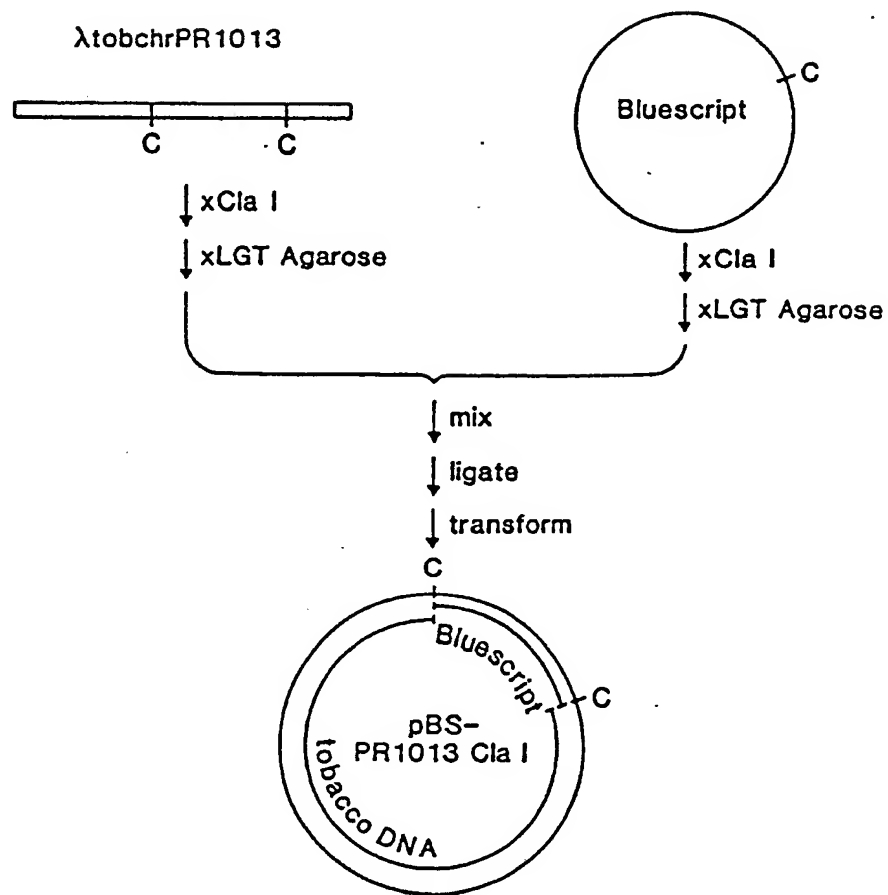 λtobchrPR1013
C C
xCla I
xLGT Agarose
Bluescript
C
xCla I
xLGT Agarose
mix
ligate
transform
C
Bluescript
C
pBS-
PR1013 Cla I
tobacco DNA